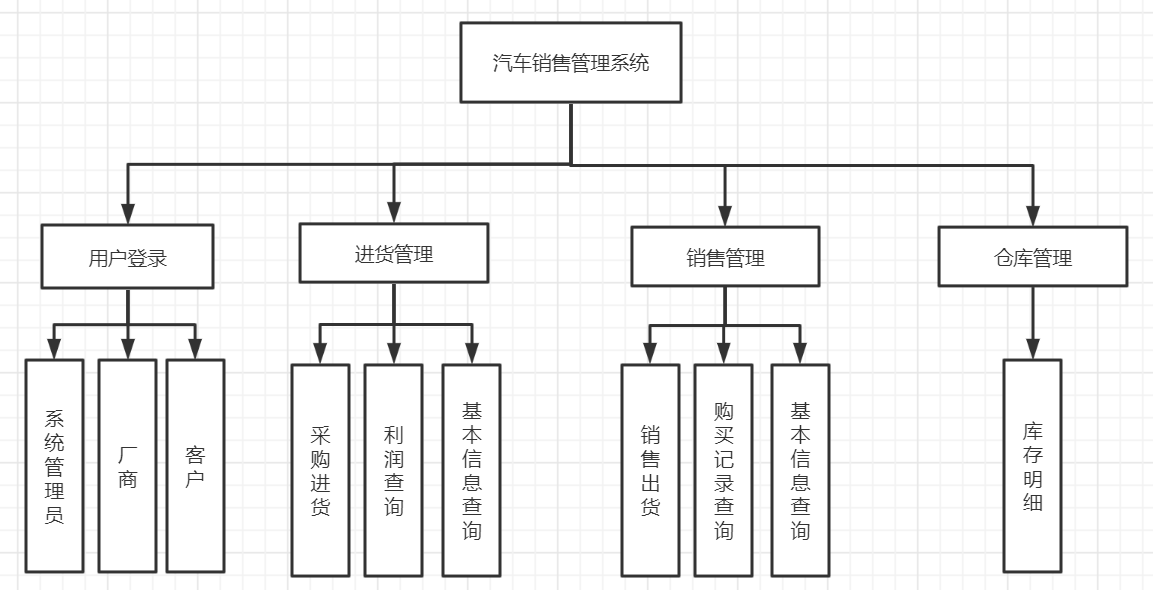 汽车销售管理系统
用户登录
进货管理
销售管理
仓库管理
系统管理员
厂商
客户
采购进货
利润查询
基本信息查询
销售出货
购买记录查询
基本信息查询
库存明细